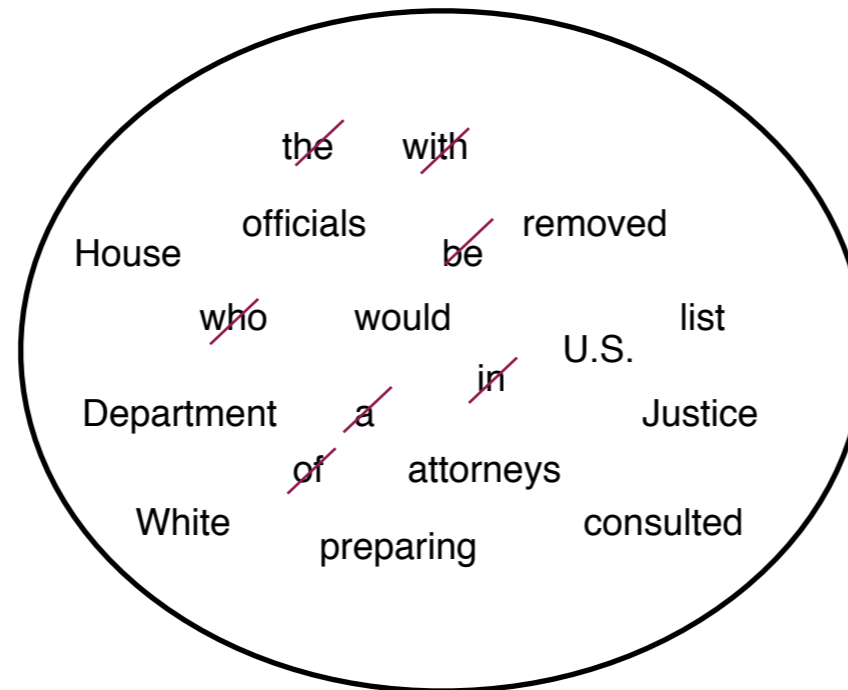 the with
officials removed
House be
who would list
U.S.
in
Department a Justice
of attorneys
White consulted
preparing